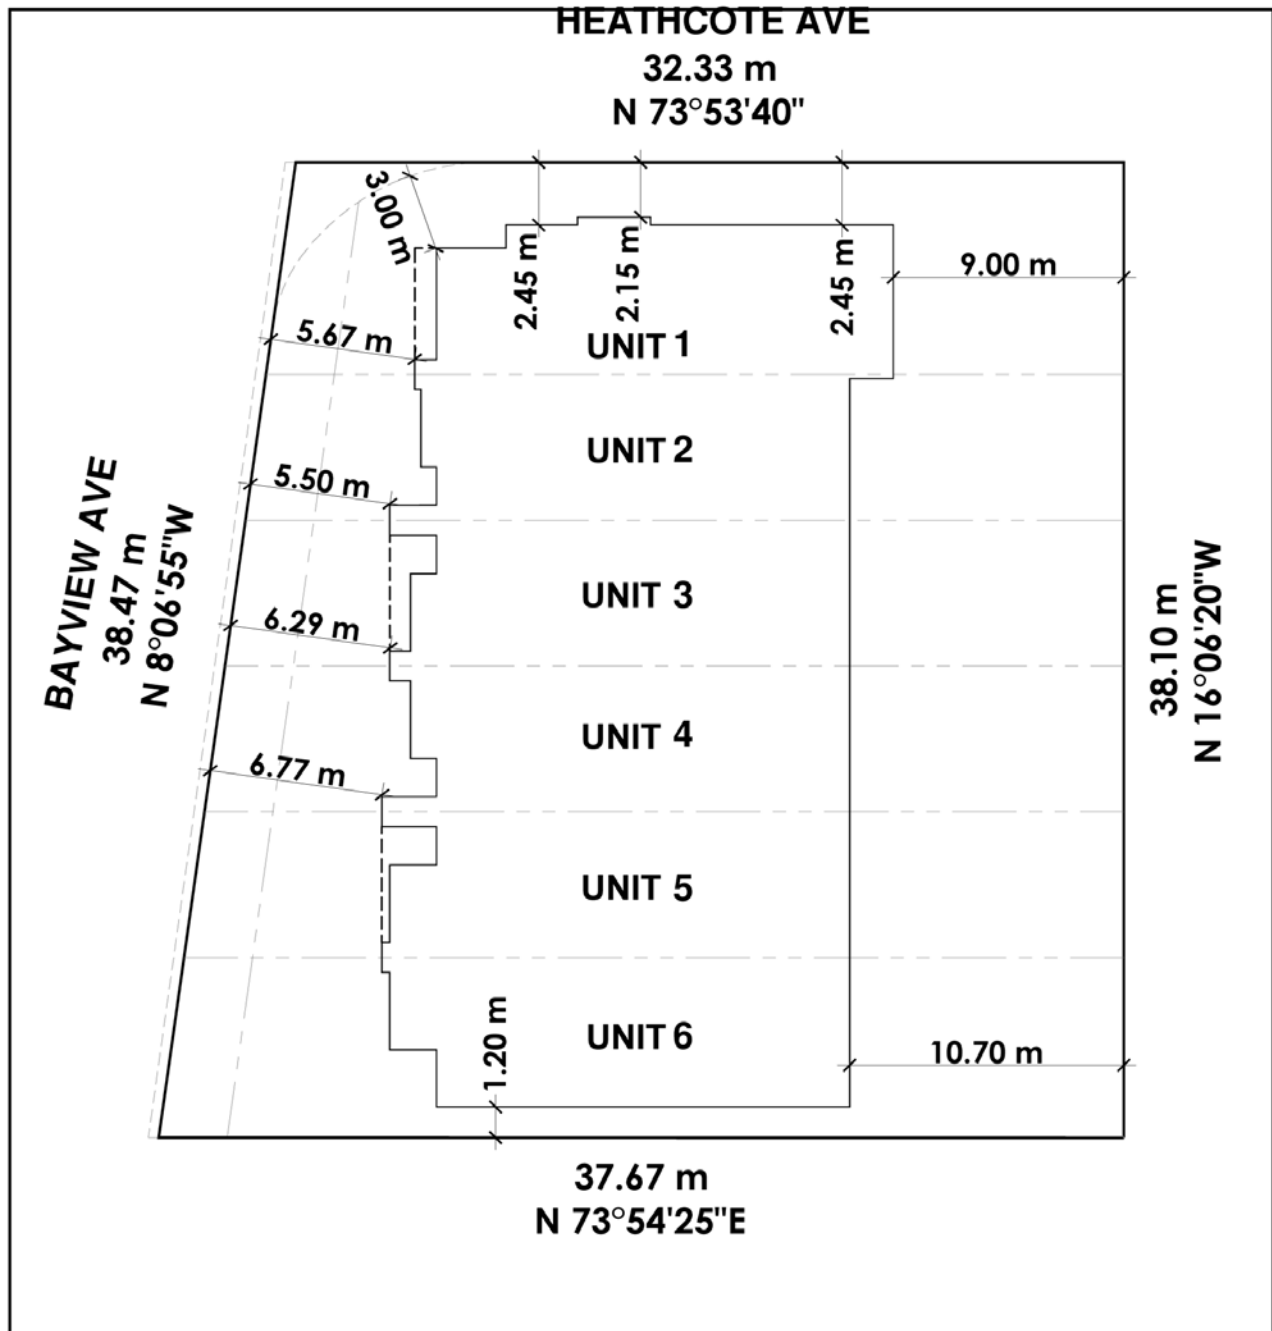 HEATHCOTE AVE
32.33 m
N 73°53'40"
3.00 m
2.45 m
2.15 m
2.45 m
9.00 m
5.67 m
UNIT 1
UNIT 2
5.50 m
BAYVIEW AVE
38.47 m
N 8°06'55"W
UNIT 3
6.29 m
38.10 m
N 16°06'20"W
UNIT 4
6.77 m
UNIT 5
1.20 m
UNIT 6
10.70 m
37.67 m
N 73°54'25"E